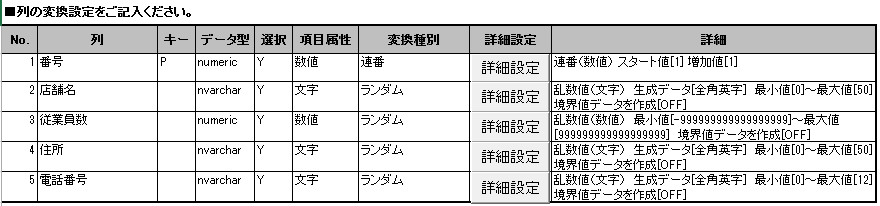 ■列の変換設定をご記入ください。
No. 列 キー データ型 選択 項目属性 変換種別 詳細設定 詳細
1 番号 P numeric Y 数値 連番 詳細設定 連番(数値) スタート値[1] 増加値[1]
2 店舗名 nvarchar Y 文字 ランダム 詳細設定 乱数値(文字) 生成データ[全角英字] 最小値[0]～最大値[50]
境界値データを作成[OFF]
3 従業員数 numeric Y 数値 ランダム 詳細設定 乱数値(数値) 最小値[-99999999999999999]～最大値
[99999999999999999] 境界値データを作成[OFF]
4 住所 nvarchar Y 文字 ランダム 詳細設定 乱数値(文字) 生成データ[全角英字] 最小値[0]～最大値[50]
境界値データを作成[OFF]
5 電話番号 nvarchar Y 文字 ランダム 詳細設定 乱数値(文字) 生成データ[全角英字] 最小値[0]～最大値[12]
境界値データを作成[OFF]